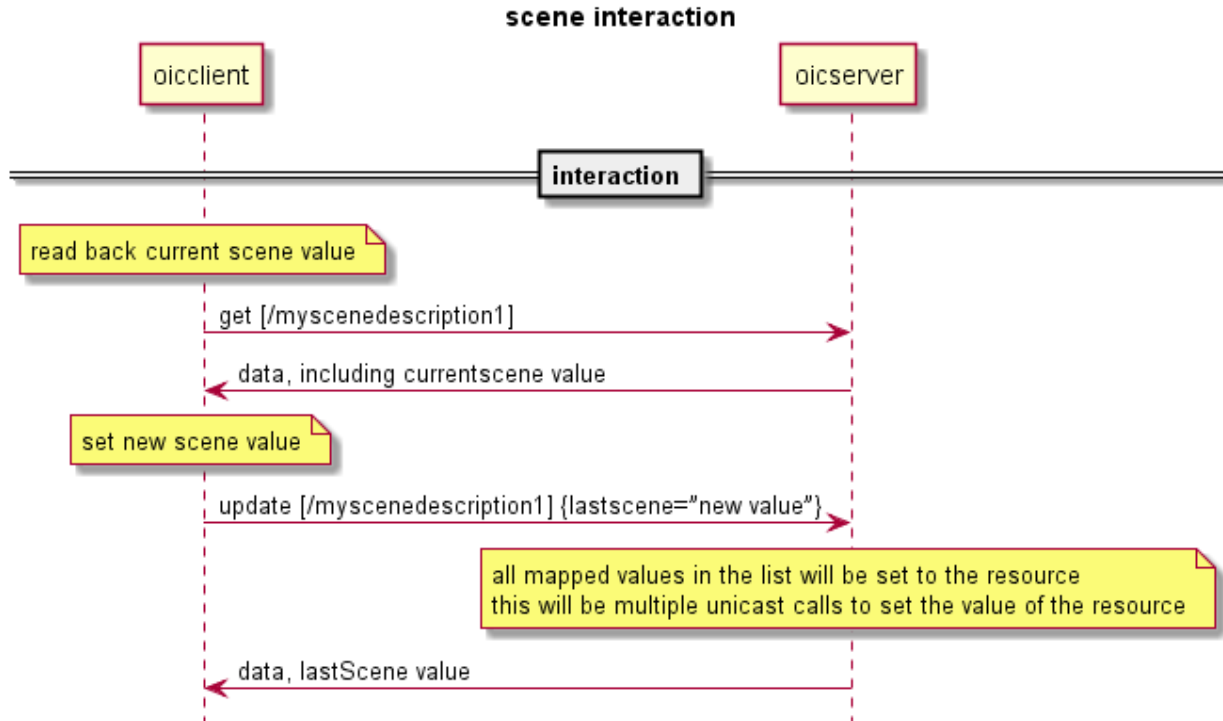 scene interaction
oicclient
oicserver
interaction
read back current scene value
get [/myscenedescription1]
data, including currentscene value
set new scene value
update [/myscenedescription1] {lastscene="new value"}
all mapped values in the list will be set to the resource
this will be multiple unicast calls to set the value of the resource
data, lastScene value